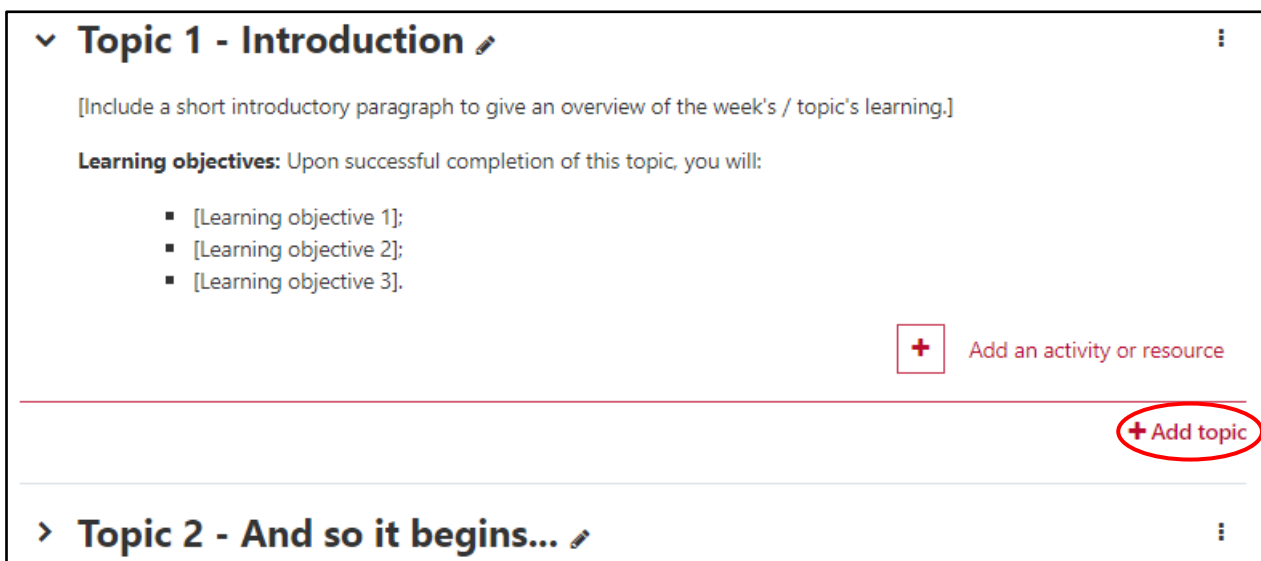 Topic 1 - Introduction
[Include a short introductory paragraph to give an overview of the week's / topic's learning.]
Learning objectives: Upon successful completion of this topic, you will:
▪ [Learning objective 1];
▪ [Learning objective 2];
▪ [Learning objective 3].
+ Add an activity or resource
+ Add topic
Topic 2 - And so it begins...